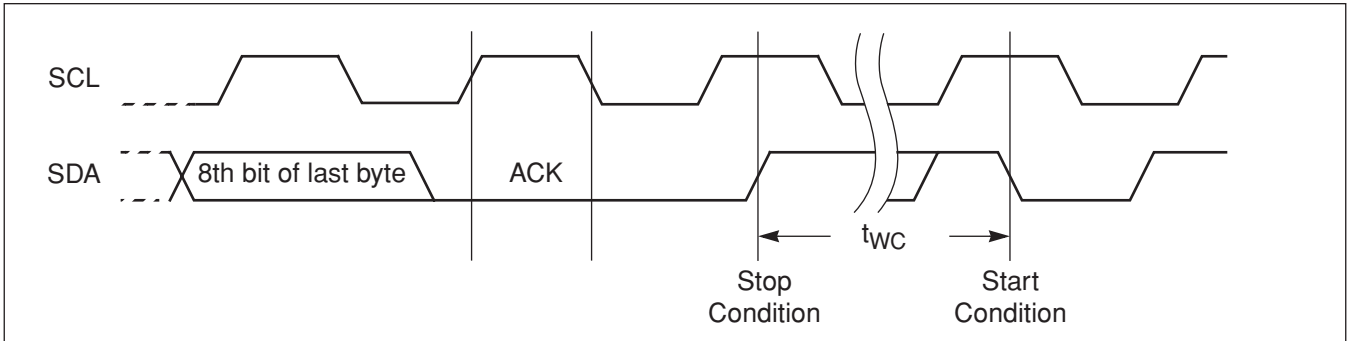 SCL
SDA
8th bit of last byte
ACK
tWC
Stop
Condition
Start
Condition